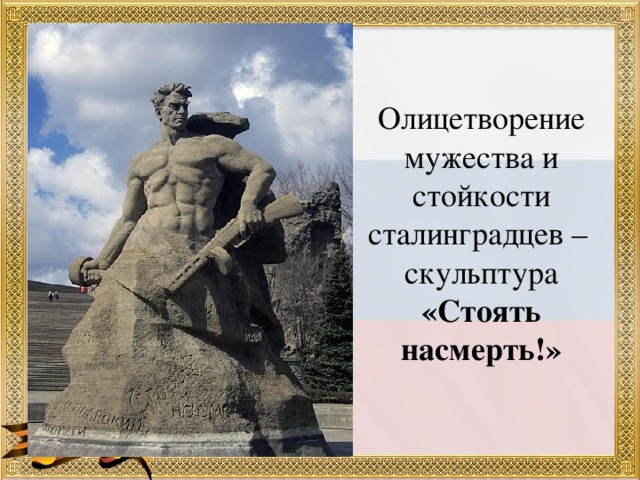 Олицетворение
мужества и
стойкости
сталинградцев –
скульптура
«Стоять
насмерть!»